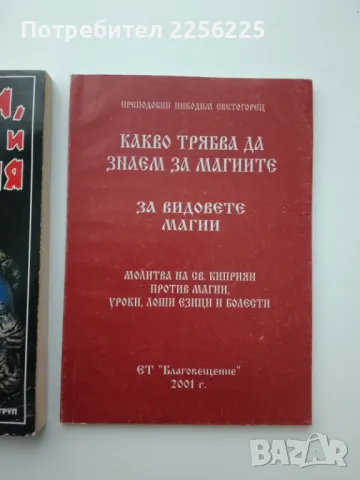 Потребител 2256225
ПРЕПОДОБНИ НИКОДИМ СВЕТОГОРЕЦ
КАКВО ТРЯБВА ДА
ЗНАЕМ ЗА МАГИИТЕ
ЗА ВИДОВЕТЕ
МАГИИ
МОЛИТВА НА СВ. КИПРИЯН
ПРОТИВ МАГИИ,
УРОКИ, ЛОШИ ЕЗИЦИ И БОЛЕСТИ
ЕТ "Благовещение"
2001 г.
И,
И
Я
ГРУП
BAZAR